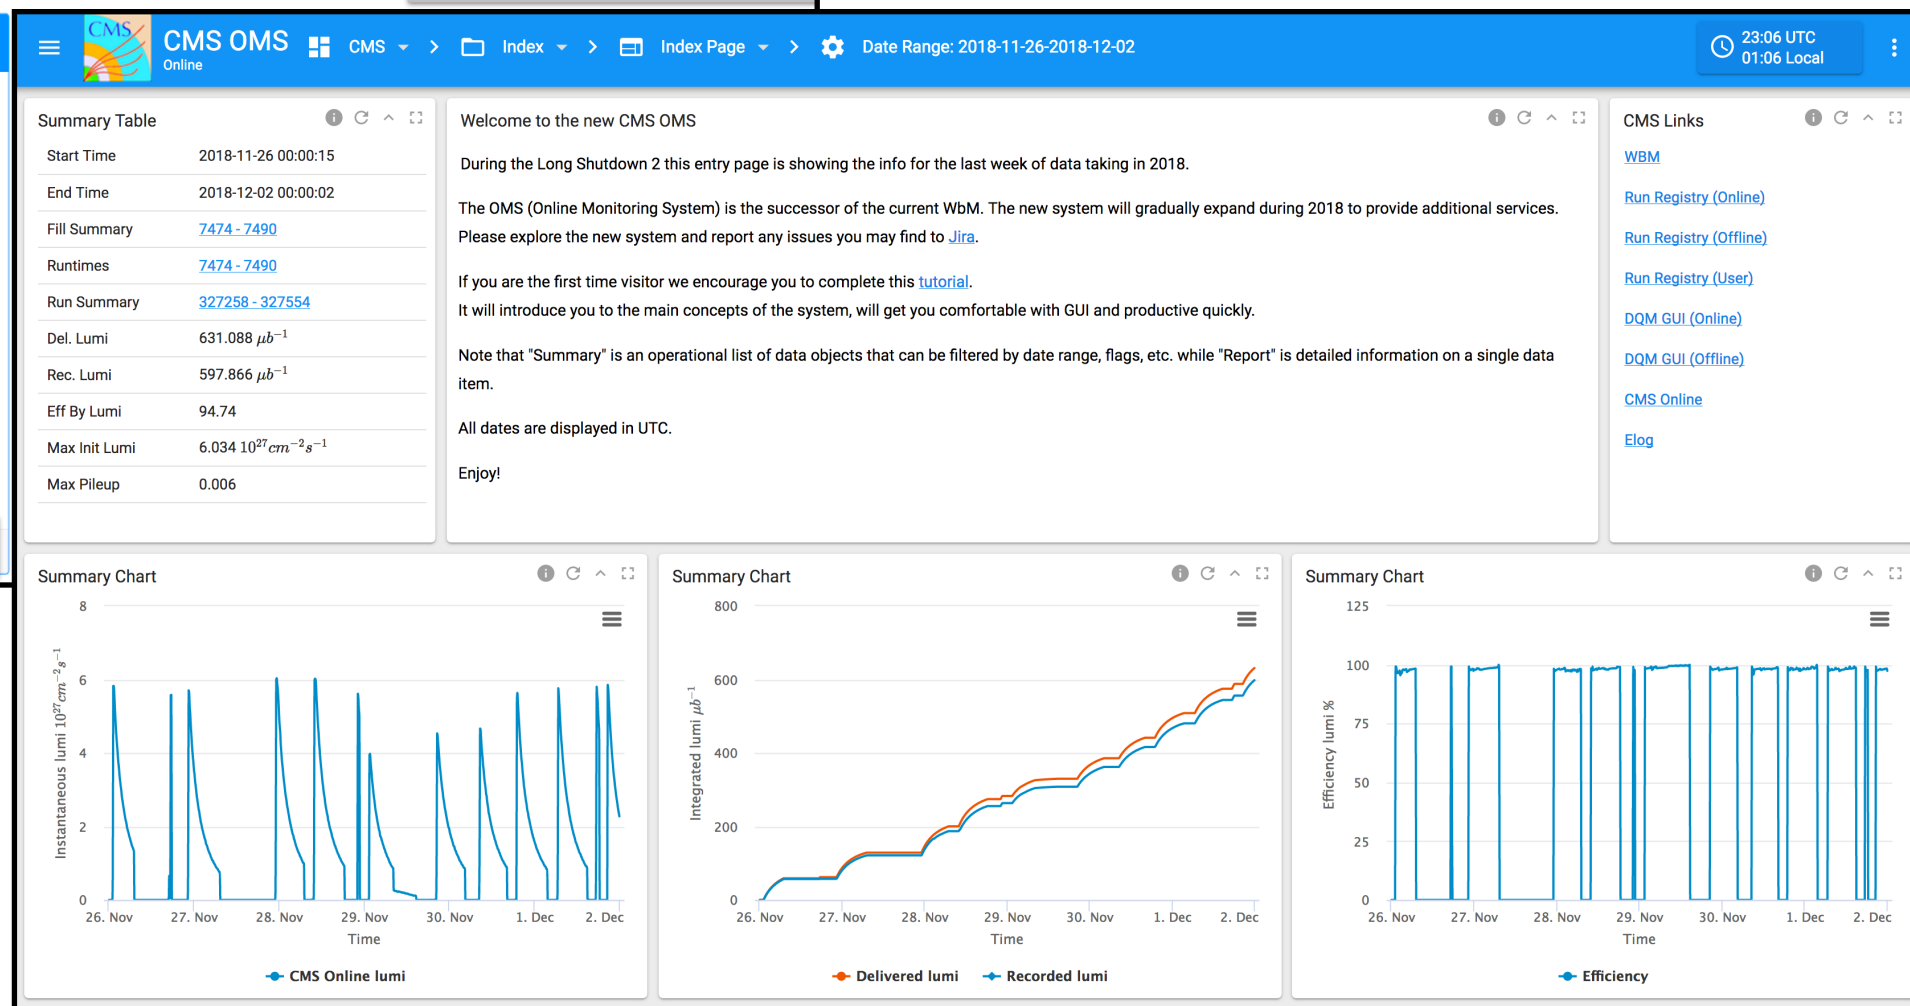 CMS
CMS OMS
Online
CMS
Index
Index Page
Date Range: 2018-11-26-2018-12-02
23:06 UTC
01:06 Local
Summary Table
Start Time 2018-11-26 00:00:15
End Time 2018-12-02 00:00:02
Fill Summary 7474 - 7490
Runtimes 7474 - 7490
Run Summary 327258 - 327554
Del. Lumi 631.088 μb⁻¹
Rec. Lumi 597.866 μb⁻¹
Eff By Lumi 94.74
Max Init Lumi 6.034 10²⁷cm⁻²s⁻¹
Max Pileup 0.006
Welcome to the new CMS OMS
During the Long Shutdown 2 this entry page is showing the info for the last week of data taking in 2018.
The OMS (Online Monitoring System) is the successor of the current WbM. The new system will gradually expand during 2018 to provide additional services.
Please explore the new system and report any issues you may find to Jira.
If you are the first time visitor we encourage you to complete this tutorial.
It will introduce you to the main concepts of the system, will get you comfortable with GUI and productive quickly.
Note that "Summary" is an operational list of data objects that can be filtered by date range, flags, etc. while "Report" is detailed information on a single data
item.
All dates are displayed in UTC.
Enjoy!
CMS Links
WBM
Run Registry (Online)
Run Registry (Offline)
Run Registry (User)
DQM GUI (Online)
DQM GUI (Offline)
CMS Online
Elog
Summary Chart
Instantaneous lumi 10²⁷cm⁻²s⁻¹
8
6
4
2
0
26. Nov 27. Nov 28. Nov 29. Nov 30. Nov 1. Dec 2. Dec
Time
CMS Online lumi
Summary Chart
Integrated lumi μb⁻¹
800
600
400
200
0
26. Nov 27. Nov 28. Nov 29. Nov 30. Nov 1. Dec 2. Dec
Time
Delivered lumi Recorded lumi
Summary Chart
Efficiency lumi %
125
100
75
50
25
0
26. Nov 27. Nov 28. Nov 29. Nov 30. Nov 1. Dec 2. Dec
Time
Efficiency